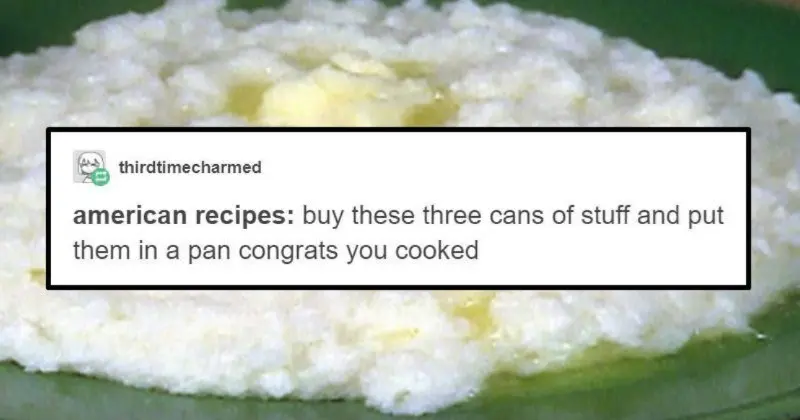 thirdtimecharmed
american recipes: buy these three cans of stuff and put
them in a pan congrats you cooked